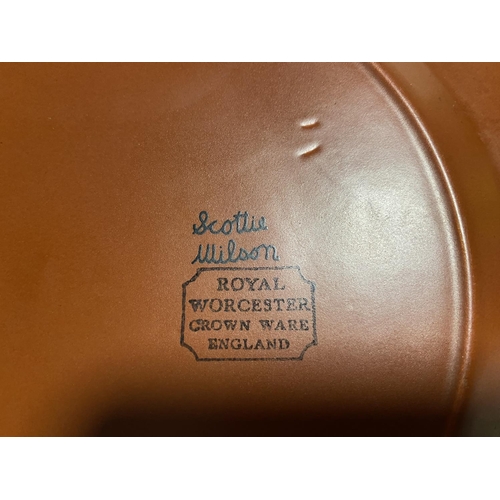 Scottie
Wilson
ROYAL
WORCESTER
CROWN WARE
ENGLAND